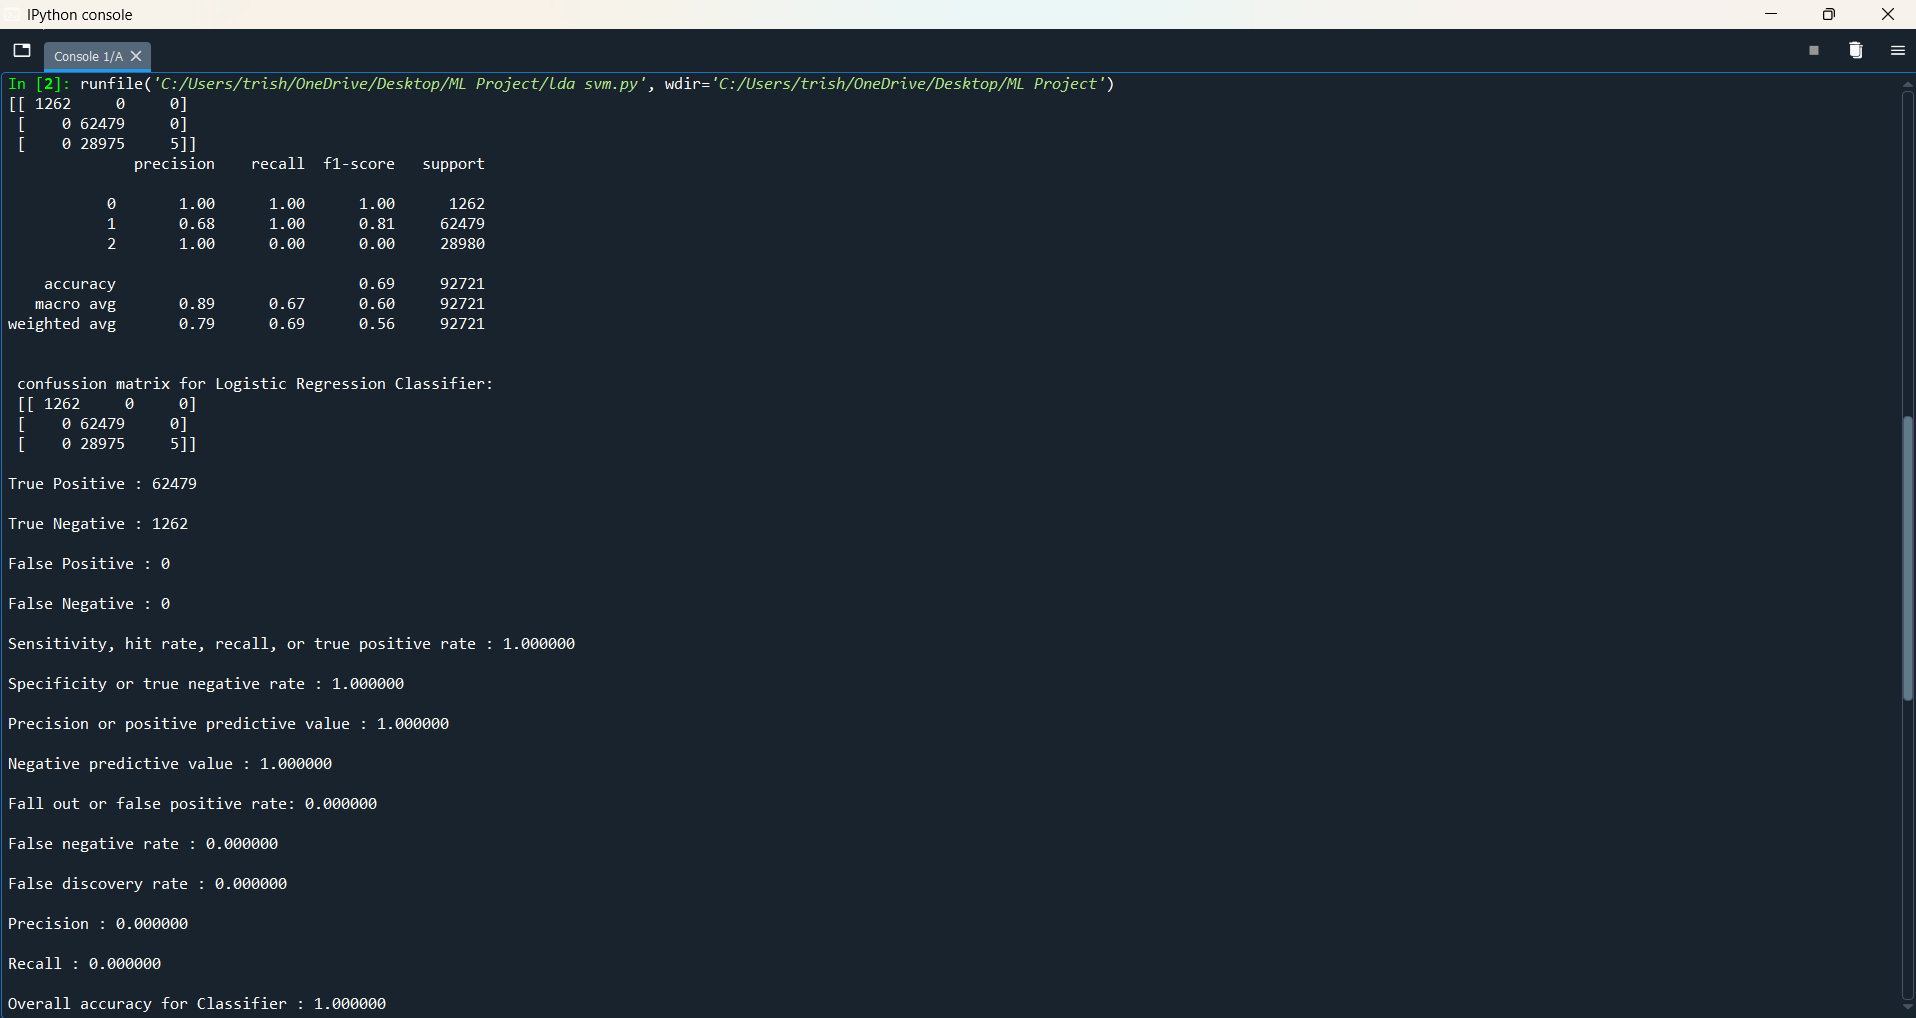 IPython console
Console 1/A
In [2]: runfile('C:/Users/trish/OneDrive/Desktop/ML Project/lda svm.py', wdir='C:/Users/trish/OneDrive/Desktop/ML Project')
[[ 1262     0     0]
 [    0 62479     0]
 [    0 28975     5]]
              precision    recall  f1-score   support

           0       1.00      1.00      1.00      1262
           1       0.68      1.00      0.81     62479
           2       1.00      0.00      0.00     28980

    accuracy                           0.69     92721
   macro avg       0.89      0.67      0.60     92721
weighted avg       0.79      0.69      0.56     92721

 confussion matrix for Logistic Regression Classifier:
 [[ 1262     0     0]
 [    0 62479     0]
 [    0 28975     5]]

True Positive : 62479

True Negative : 1262

False Positive : 0

False Negative : 0

Sensitivity, hit rate, recall, or true positive rate : 1.000000

Specificity or true negative rate : 1.000000

Precision or positive predictive value : 1.000000

Negative predictive value : 1.000000

Fall out or false positive rate: 0.000000

False negative rate : 0.000000

False discovery rate : 0.000000

Precision : 0.000000

Recall : 0.000000

Overall accuracy for Classifier : 1.000000